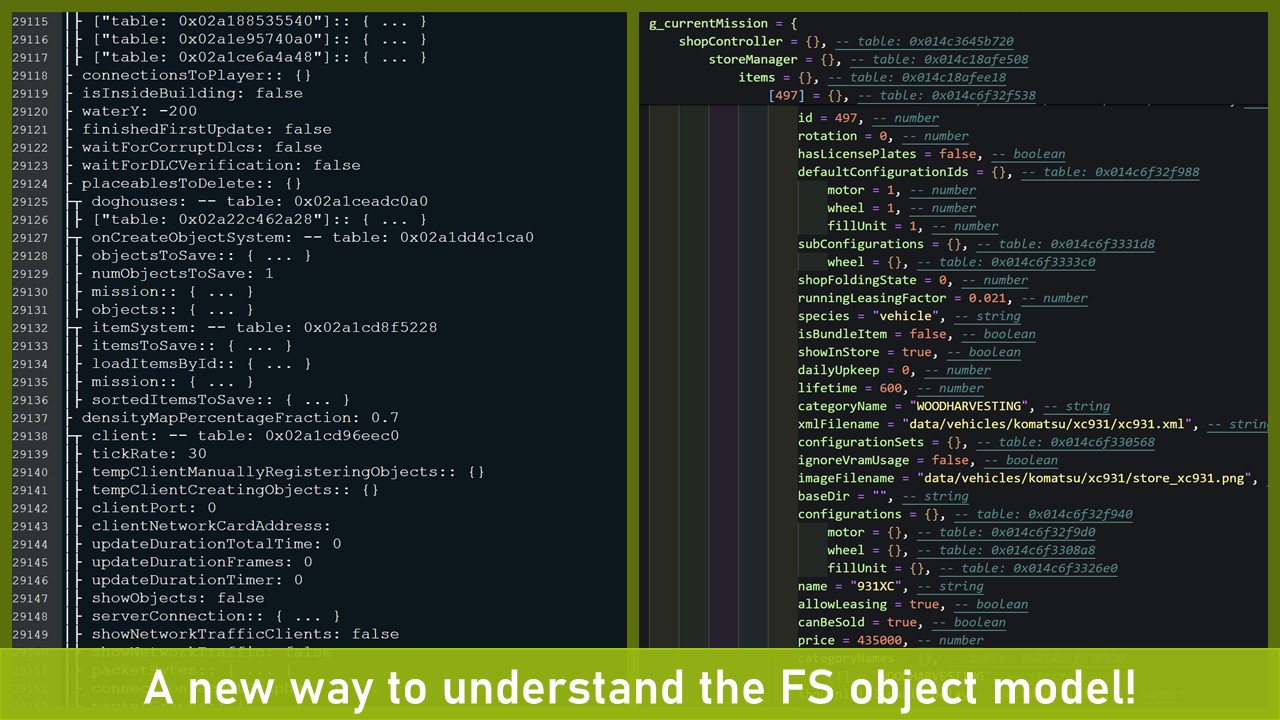 29115 ["table: 0x02a188535540"]:: { ... }
29116 ["table: 0x02a1e95740a0"]:: { ... }
29117 ["table: 0x02a1ce6a4a48"]:: { ... }
29118 connectionsToPlayer:: {}
29119 isInsideBuilding: false
29120 waterY: -200
29121 finishedFirstUpdate: false
29122 waitForCorruptDlcs: false
29123 waitForDLCVerification: false
29124 placeablesToDelete:: {}
29125 doghouses: -- table: 0x02a1ceadc0a0
29126 ["table: 0x02a22c4f2a28"]:: { ... }
29127 onCreateObjectSystem: -- table: 0x02a1dd4c1ca0
29128 objectsToSave:: { ... }
29129 numObjectsToSave: 1
29130 mission:: { ... }
29131 objects:: { ... }
29132 itemSystem: -- table: 0x02a1cd8f5228
29133 itemsToSave:: { ... }
29134 loadItemsById:: { ... }
29135 mission:: { ... }
29136 sortedItemsToSave:: { ... }
29137 densityMapPercentageFraction: 0.7
29138 client: -- table: 0x02a1cd96eec0
29139 tickRate: 30
29140 tempClientManuallyRegisteringObjects:: {}
29141 tempClientCreatingObjects:: {}
29142 clientPort: 0
29143 clientNetworkCardAddress:
29144 updateDurationTotalTime: 0
29145 updateDurationFrames: 0
29146 updateDurationTimer: 0
29147 showObjects: false
29148 serverConnection:: { ... }
29149 showNetworkTrafficClients: false
29150 showNetworkTraffic: false
29151 packetBytes:: { ... }
g_currentMission = {
shopController = {}, -- table: 0x014c3645b720
storeManager = {}, -- table: 0x014c18afe508
items = {}, -- table: 0x014c18afee18
[497] = {}, -- table: 0x014c6f32f538
id = 497, -- number
rotation = 0, -- number
hasLicensePlates = false, -- boolean
defaultConfigurationIds = {}, -- table: 0x014c6f32f988
motor = 1, -- number
wheel = 1, -- number
fillUnit = 1, -- number
subConfigurations = {}, -- table: 0x014c6f3331d8
wheel = {}, -- table: 0x014c6f3333c0
shopFoldingState = 0, -- number
runningLeasingFactor = 0.021, -- number
species = "vehicle", -- string
isBundleItem = false, -- boolean
showInStore = true, -- boolean
dailyUpkeep = 0, -- number
lifetime = 600, -- number
categoryName = "WOODHARVESTING", -- string
xmlFilename = "data/vehicles/komatsu/xc931/xc931.xml", -- strin
configurationSets = {}, -- table: 0x014c6f330568
ignoreVramUsage = false, -- boolean
imageFilename = "data/vehicles/komatsu/xc931/store_xc931.png",
baseDir = "", -- string
configurations = {}, -- table: 0x014c6f32f940
motor = {}, -- table: 0x014c6f32f9d0
wheel = {}, -- table: 0x014c6f3308a8
fillUnit = {}, -- table: 0x014c6f3326e0
name = "931XC", -- string
allowLeasing = true, -- boolean
canBeSold = true, -- boolean
price = 435000, -- number
categoryNames = {},
A new way to understand the FS object model!